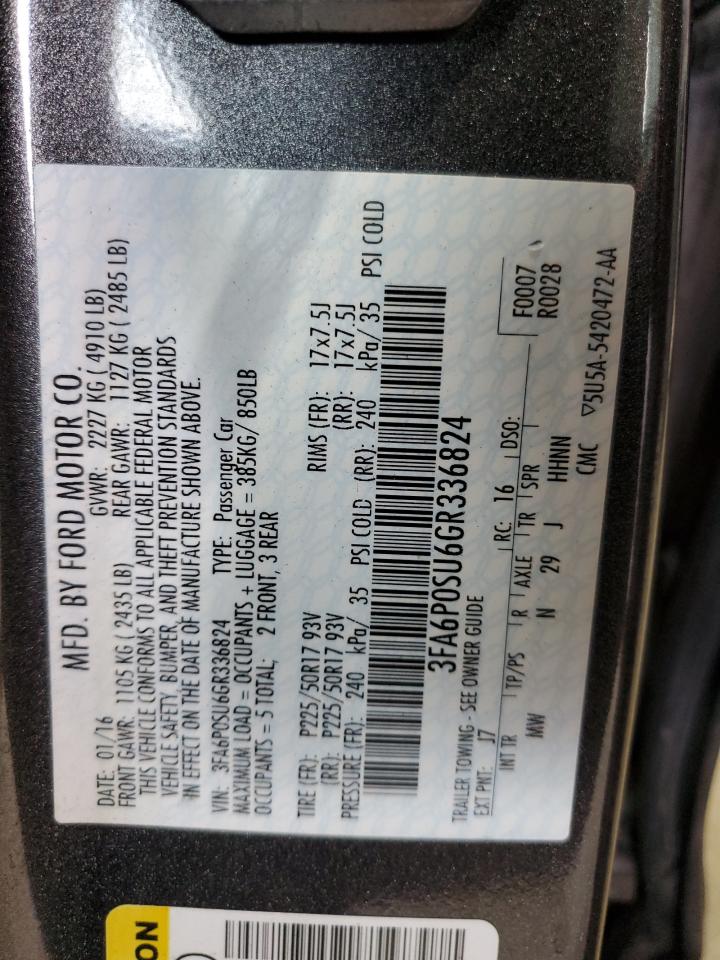 MFD. BY FORD MOTOR CO.
DATE: 01/16 GVWR: 2227 KG ( 4910 LB)
FRONT GAWR: 1105 KG ( 2435 LB) REAR GAWR: 1127 KG ( 2485 LB)
THIS VEHICLE CONFORMS TO ALL APPLICABLE FEDERAL MOTOR
VEHICLE SAFETY, BUMPER, AND THEFT PREVENTION STANDARDS
IN EFFECT ON THE DATE OF MANUFACTURE SHOWN ABOVE.
VIN: 3FA6P0SU6GR336824 TYPE: Passenger Car
MAXIMUM LOAD = OCCUPANTS + LUGGAGE = 385KG/ 850LB
OCCUPANTS = 5 TOTAL; 2 FRONT, 3 REAR
TIRE (FR): P225/50R17 93V RIMS (FR): 17x7.5J
(RR): P225/50R17 93V (RR): 17x7.5J
PRESSURE (FR): 240 kPa/ 35 PSI COLD (RR): 240 kPa/ 35 PSI COLD
3FA6P0SU6GR336824
TRAILER TOWING - SEE OWNER GUIDE
EXT PNT: J7 RC: 16 DSO: F0007
R0028
INT TR TP/PS R AXLE TR SPR
MW N 29 J HHNN
CMC ▽5U5A-5420472-AA
ON